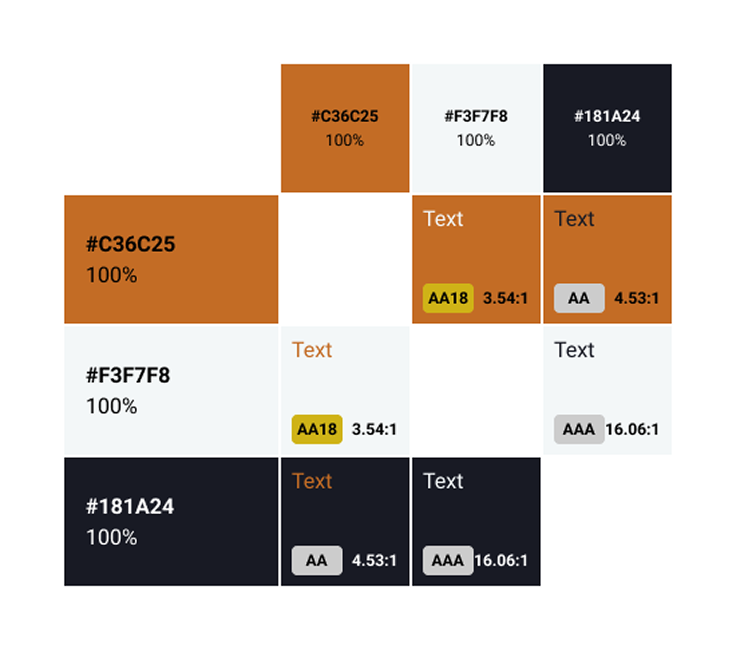 #C36C25
100%
#F3F7F8
100%
#181A24
100%
#C36C25
100%
Text
AA18 3.54:1
Text
AA 4.53:1
#F3F7F8
100%
Text
AA18 3.54:1
Text
AAA 16.06:1
#181A24
100%
Text
AA 4.53:1
Text
AAA 16.06:1